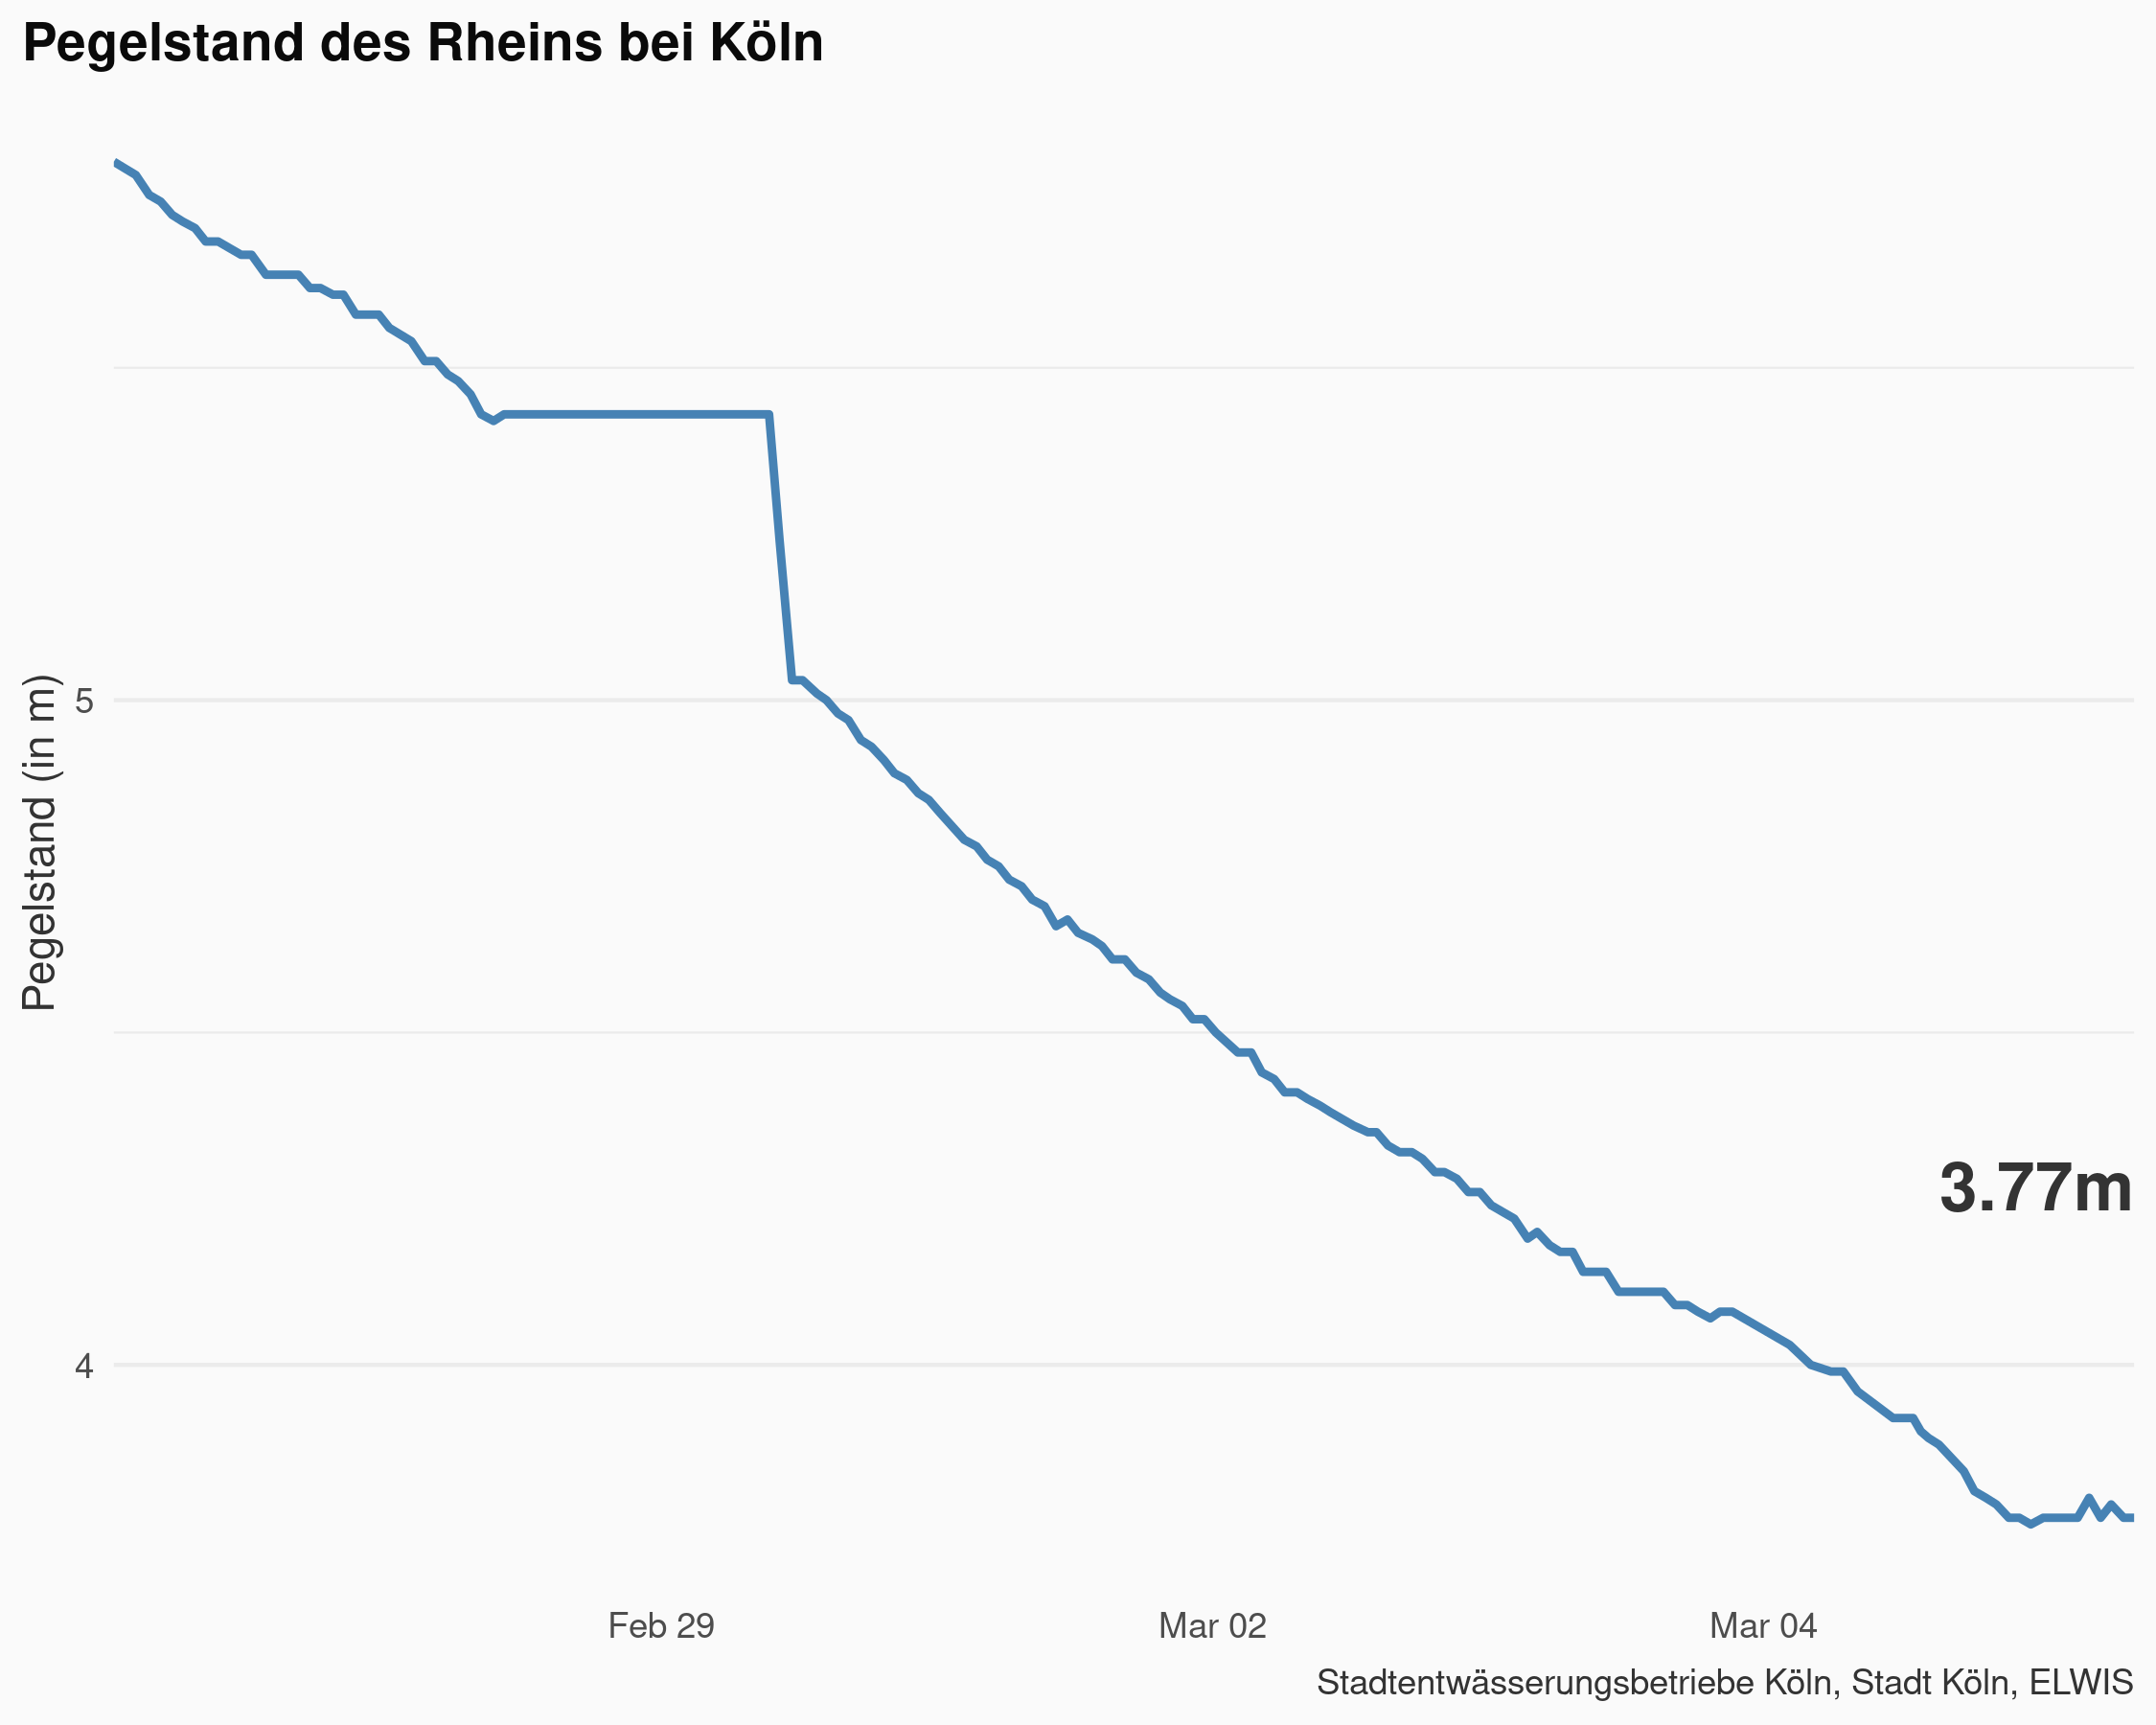 Pegelstand des Rheins bei Köln
Pegelstand (in m)
5
4
3.77m
Feb 29
Mar 02
Mar 04
Stadtentwässerungsbetriebe Köln, Stadt Köln, ELWIS